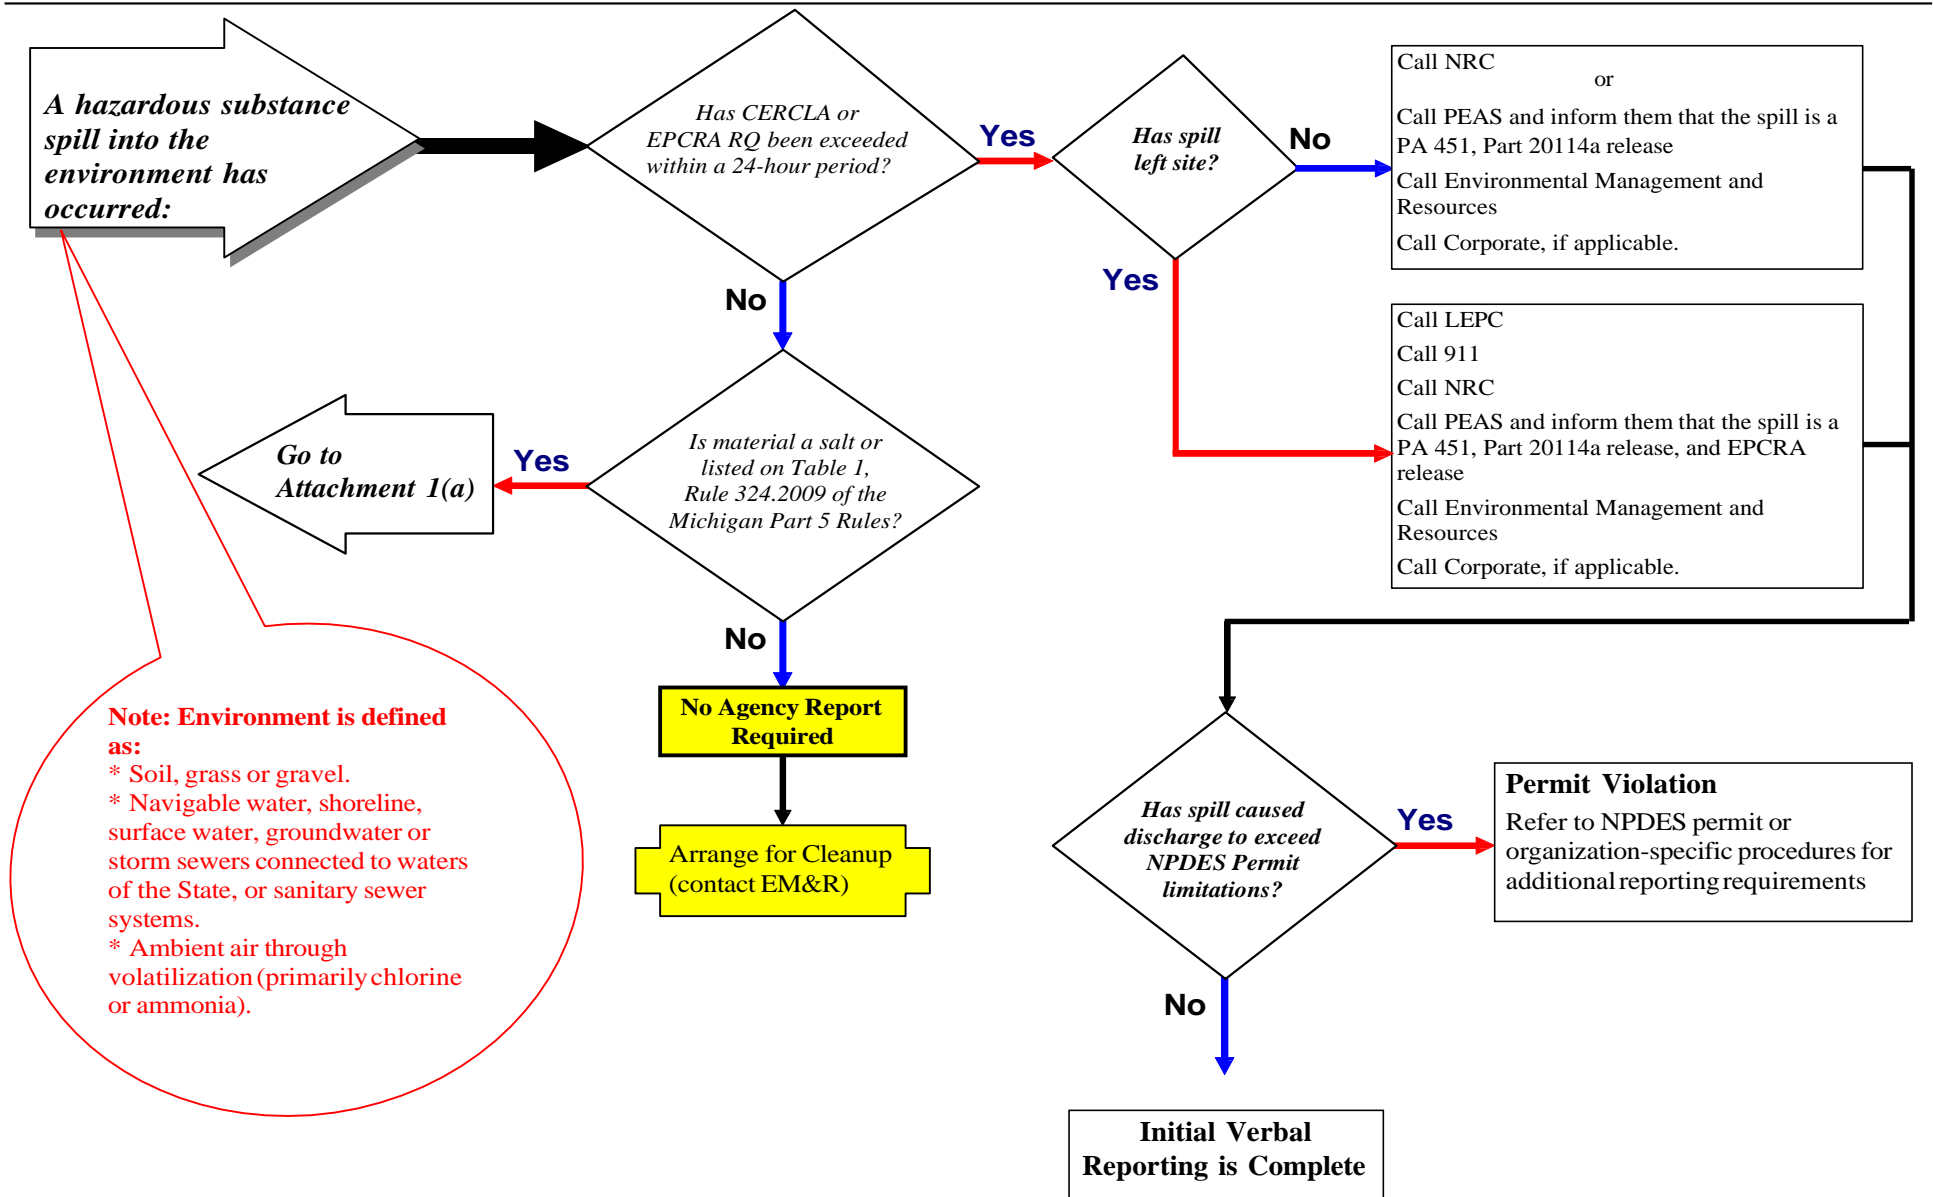 A hazardous substance
spill into the
environment has
occurred:
Has CERCLA or
EPCRA RQ been exceeded
within a 24-hour period?
Yes
Has spill
left site?
No
Call NRC
or
Call PEAS and inform them that the spill is a
PA 451, Part 20114a release
Call Environmental Management and
Resources
Call Corporate, if applicable.
Yes
No
Call LEPC
Call 911
Call NRC
Call PEAS and inform them that the spill is a
PA 451, Part 20114a release, and EPCRA
release
Call Environmental Management and
Resources
Call Corporate, if applicable.
Is material a salt or
listed on Table 1,
Rule 324.2009 of the
Michigan Part 5 Rules?
Yes
Go to
Attachment 1(a)
No
No Agency Report
Required
Arrange for Cleanup
(contact EM&R)
Note: Environment is defined
as:
* Soil, grass or gravel.
* Navigable water, shoreline,
surface water, groundwater or
storm sewers connected to waters
of the State, or sanitary sewer
systems.
* Ambient air through
volatilization (primarily chlorine
or ammonia).
Has spill caused
discharge to exceed
NPDES Permit
limitations?
Yes
Permit Violation
Refer to NPDES permit or
organization-specific procedures for
additional reporting requirements
No
Initial Verbal
Reporting is Complete